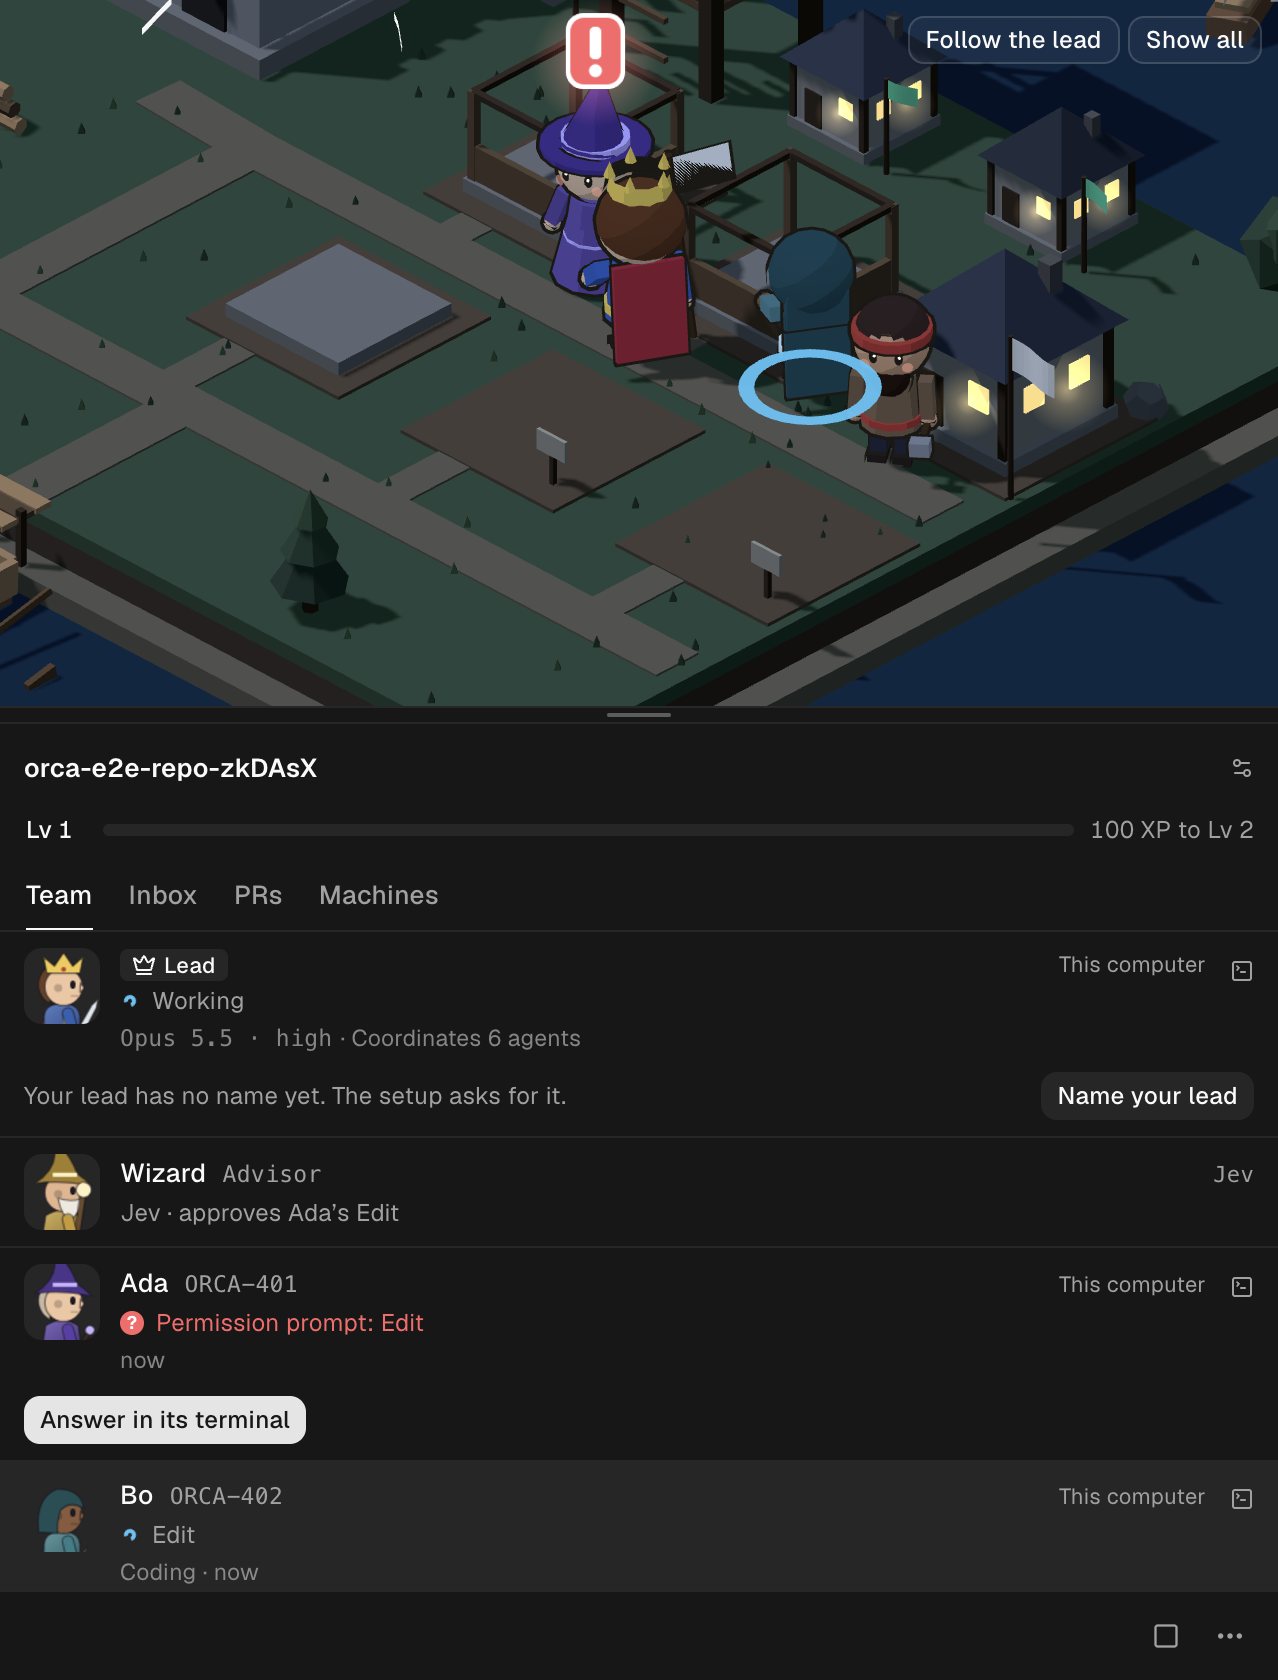 Follow the lead
Show all
orca-e2e-repo-zkDAsX
Lv 1
100 XP to Lv 2
Team
Inbox
PRs
Machines
Lead
This computer
Working
Opus 5.5 · high · Coordinates 6 agents
Your lead has no name yet. The setup asks for it.
Name your lead
Wizard Advisor
Jev
Jev · approves Ada’s Edit
Ada ORCA-401
This computer
? Permission prompt: Edit
now
Answer in its terminal
Bo ORCA-402
This computer
Edit
Coding · now